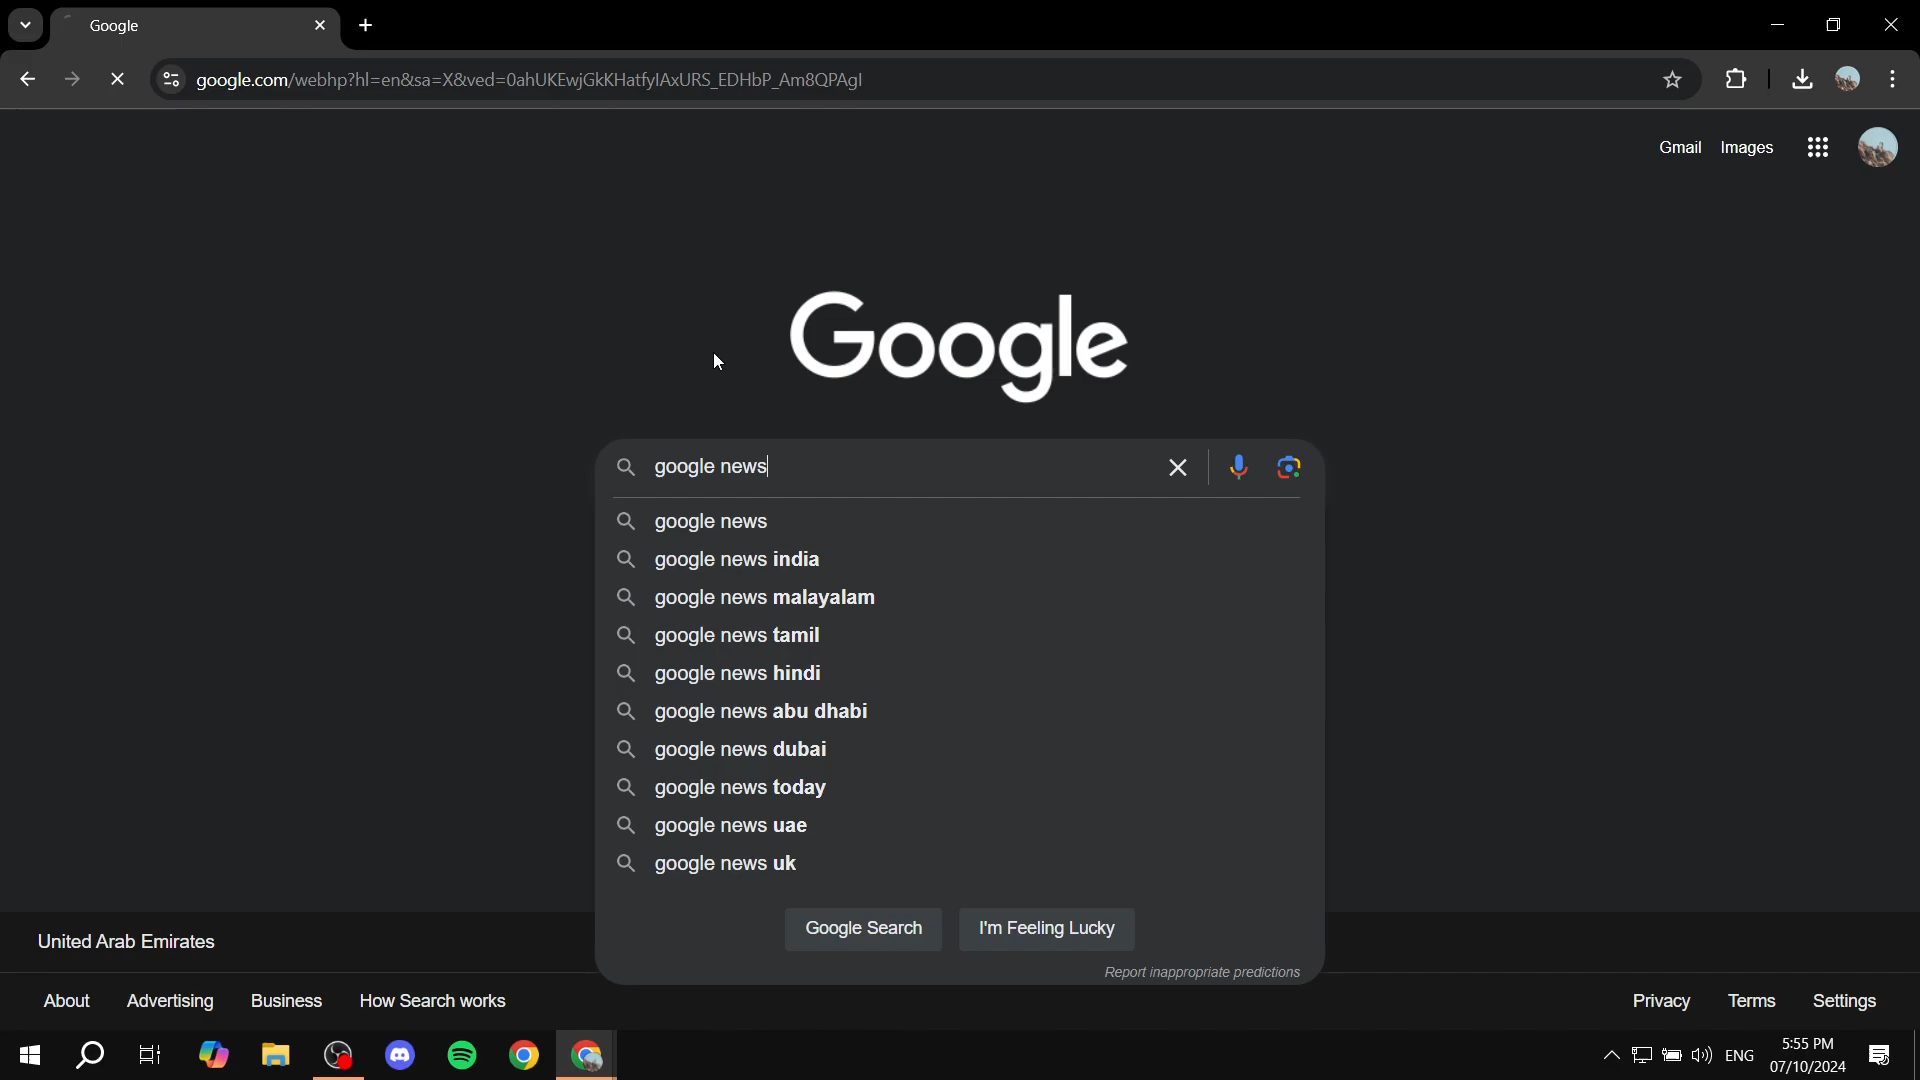 Google
google.com/webhp?hl=en&sa=X&ved=0ahUKEwjGkKHatfyIAxURS_EDHbP_Am8QPAgI
Gmail Images
Google
google news
google news
google news india
google news malayalam
google news tamil
google news hindi
google news abu dhabi
google news dubai
google news today
google news uae
google news uk
Google Search I'm Feeling Lucky
Report inappropriate predictions
United Arab Emirates
About Advertising Business How Search works Privacy Terms Settings
ENG
5:55 PM
07/10/2024